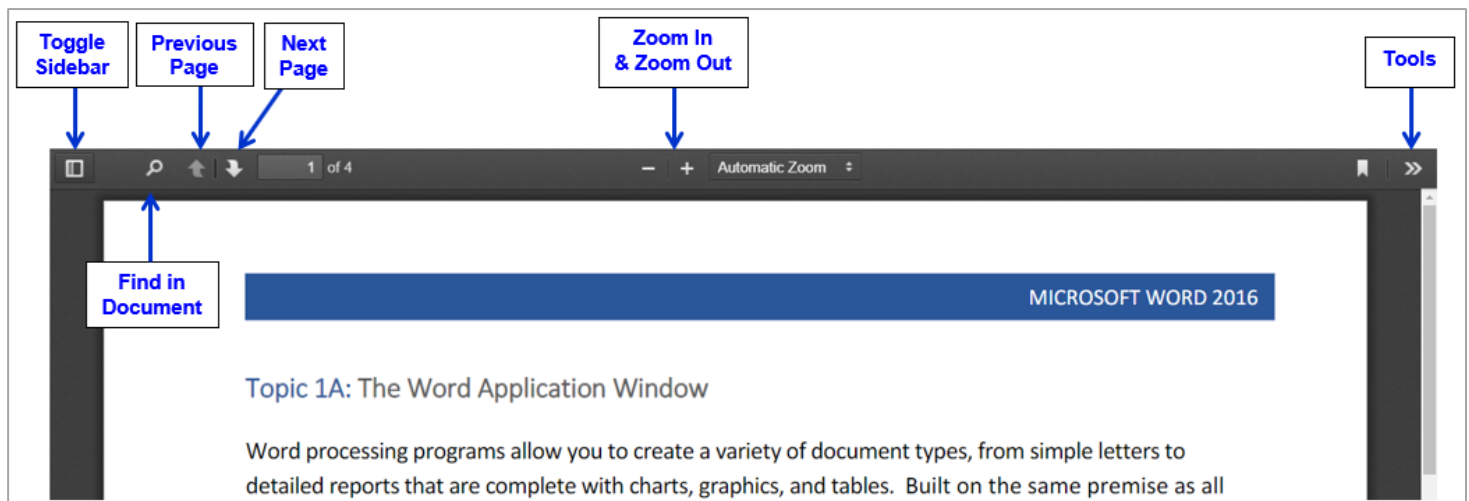 Toggle
Sidebar
Previous
Page
Next
Page
Zoom In
& Zoom Out
Tools
1 of 4
Automatic Zoom
Find in
Document
MICROSOFT WORD 2016
Topic 1A: The Word Application Window
Word processing programs allow you to create a variety of document types, from simple letters to
detailed reports that are complete with charts, graphics, and tables.  Built on the same premise as all